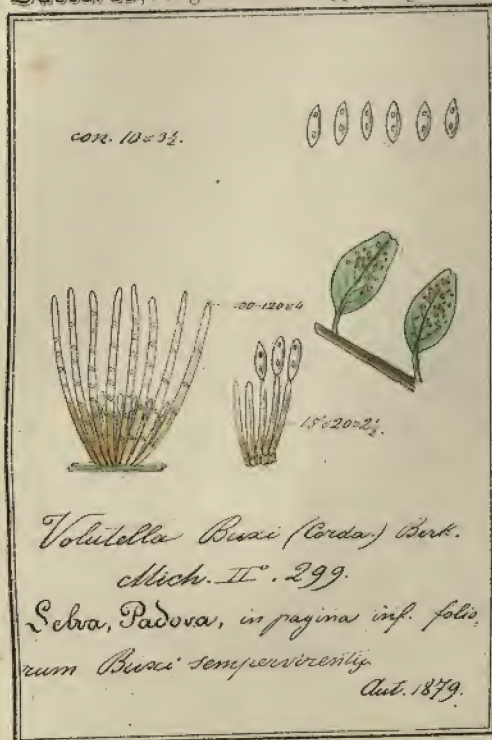 con. 10=3½.
100-120=4
15=20=2½.
Volutella Buxi (Corda.) Berk.
Mich. II°. 299.
Selva, Padova, in pagina inf. folio,
rum Buxi sempervirentis
Aut. 1879.